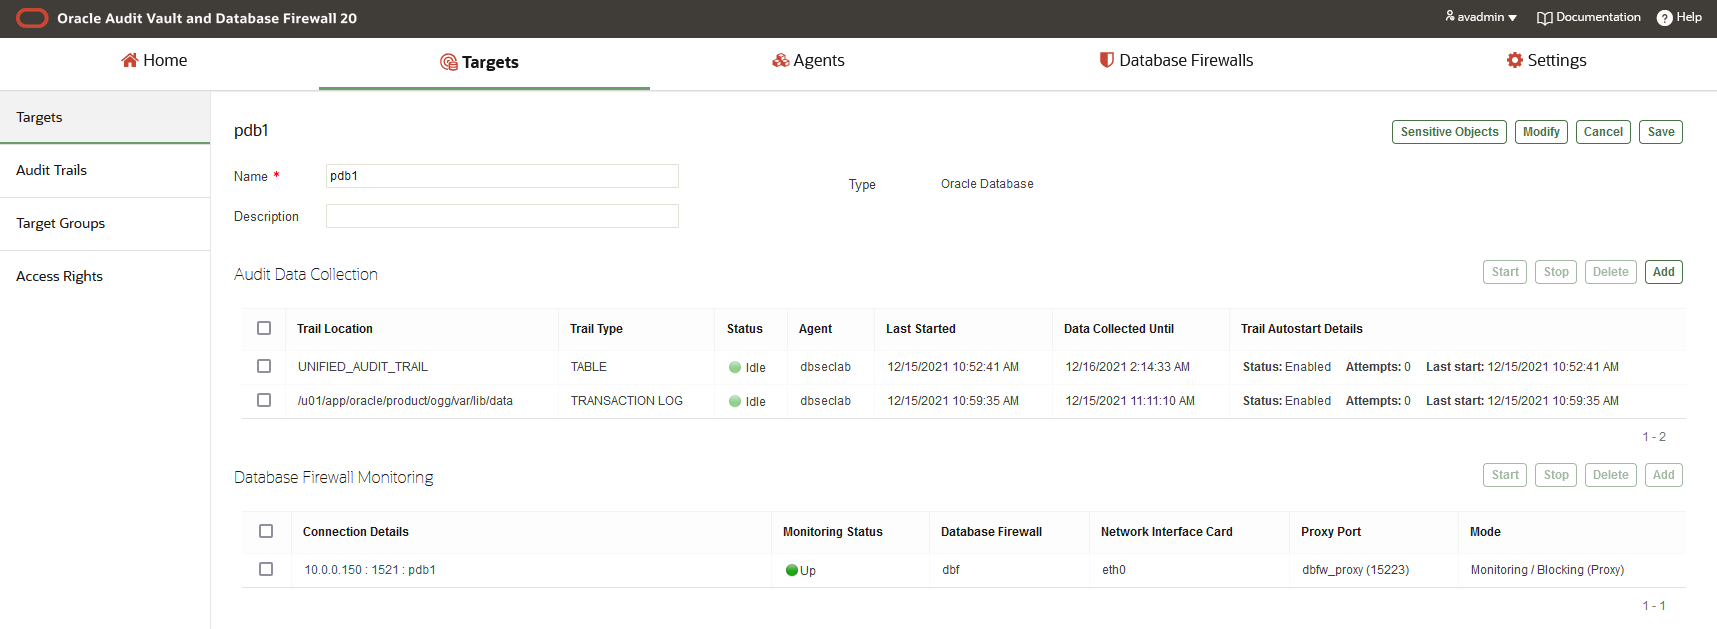 Oracle Audit Vault and Database Firewall 20
avadmin Documentation ? Help
Home Targets Agents Database Firewalls Settings
Targets
Audit Trails
Target Groups
Access Rights
pdb1
Sensitive Objects Modify Cancel Save
Name * pdb1
Type Oracle Database
Description
Audit Data Collection
Start Stop Delete Add
Trail Location Trail Type Status Agent Last Started Data Collected Until Trail Autostart Details
UNIFIED_AUDIT_TRAIL TABLE Idle dbseclab 12/15/2021 10:52:41 AM 12/16/2021 2:14:33 AM Status: Enabled Attempts: 0 Last start: 12/15/2021 10:52:41 AM
/u01/app/oracle/product/ogg/var/lib/data TRANSACTION LOG Idle dbseclab 12/15/2021 10:59:35 AM 12/15/2021 11:11:10 AM Status: Enabled Attempts: 0 Last start: 12/15/2021 10:59:35 AM
1 - 2
Database Firewall Monitoring
Start Stop Delete Add
Connection Details Monitoring Status Database Firewall Network Interface Card Proxy Port Mode
10.0.0.150 : 1521 : pdb1 Up dbf eth0 dbfw_proxy (15223) Monitoring / Blocking (Proxy)
1 - 1